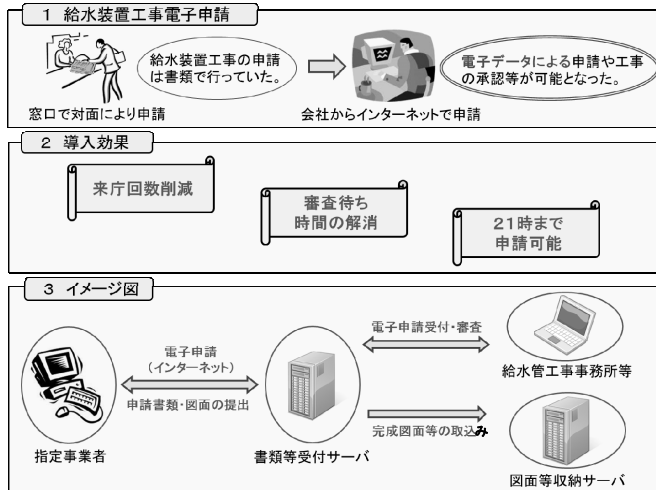 1 給水装置工事電子申請
給水装置工事の申請
は書類で行っていた。
電子データによる申請や工事
の承認等が可能となった。
窓口で対面により申請
会社からインターネットで申請
2 導入効果
来庁回数削減
審査待ち
時間の解消
21時まで
申請可能
3 イメージ図
電子申請
（インターネット）
申請書類・図面の提出
電子申請受付・審査
給水管工事事務所等
完成図面等の取込み
指定事業者
書類等受付サーバ
図面等収納サーバ